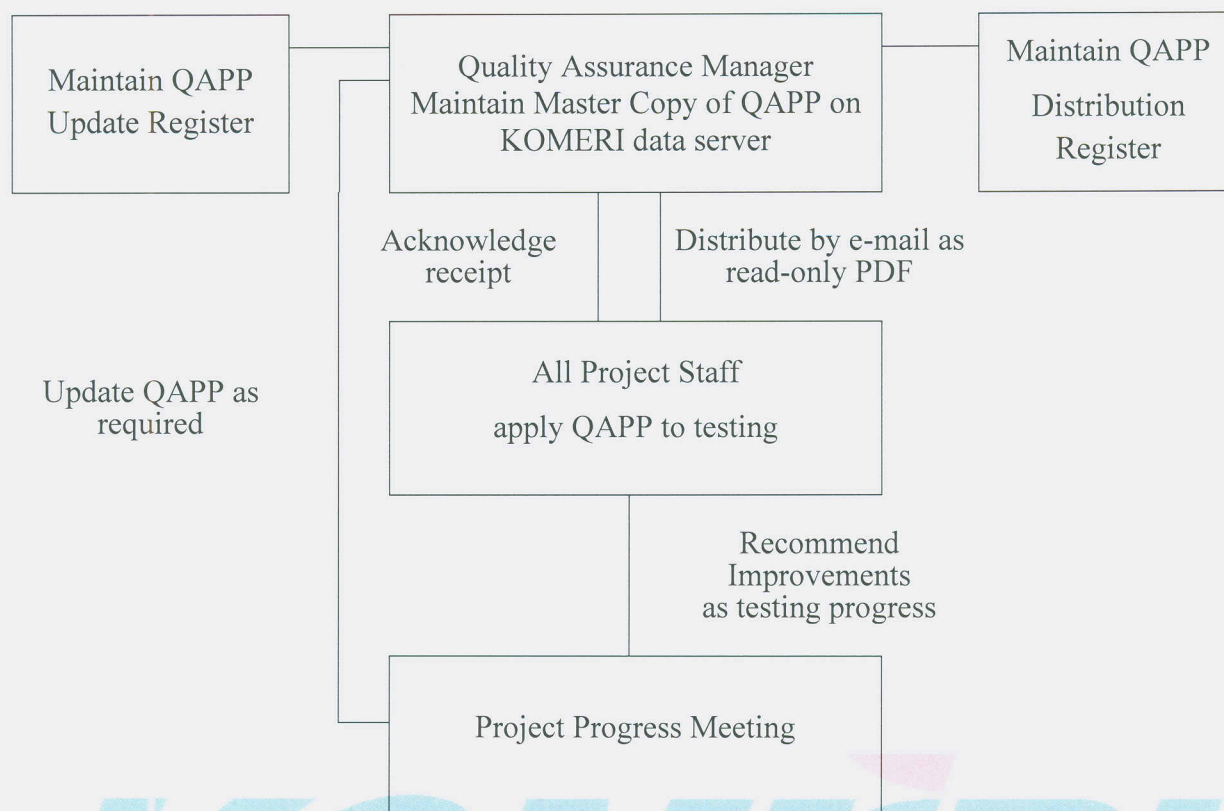 Maintain QAPP
Update Register
Quality Assurance Manager
Maintain Master Copy of QAPP on
KOMERI data server
Maintain QAPP
Distribution
Register
Acknowledge
receipt
Distribute by e-mail as
read-only PDF
Update QAPP as
required
All Project Staff
apply QAPP to testing
Recommend
Improvements
as testing progress
Project Progress Meeting